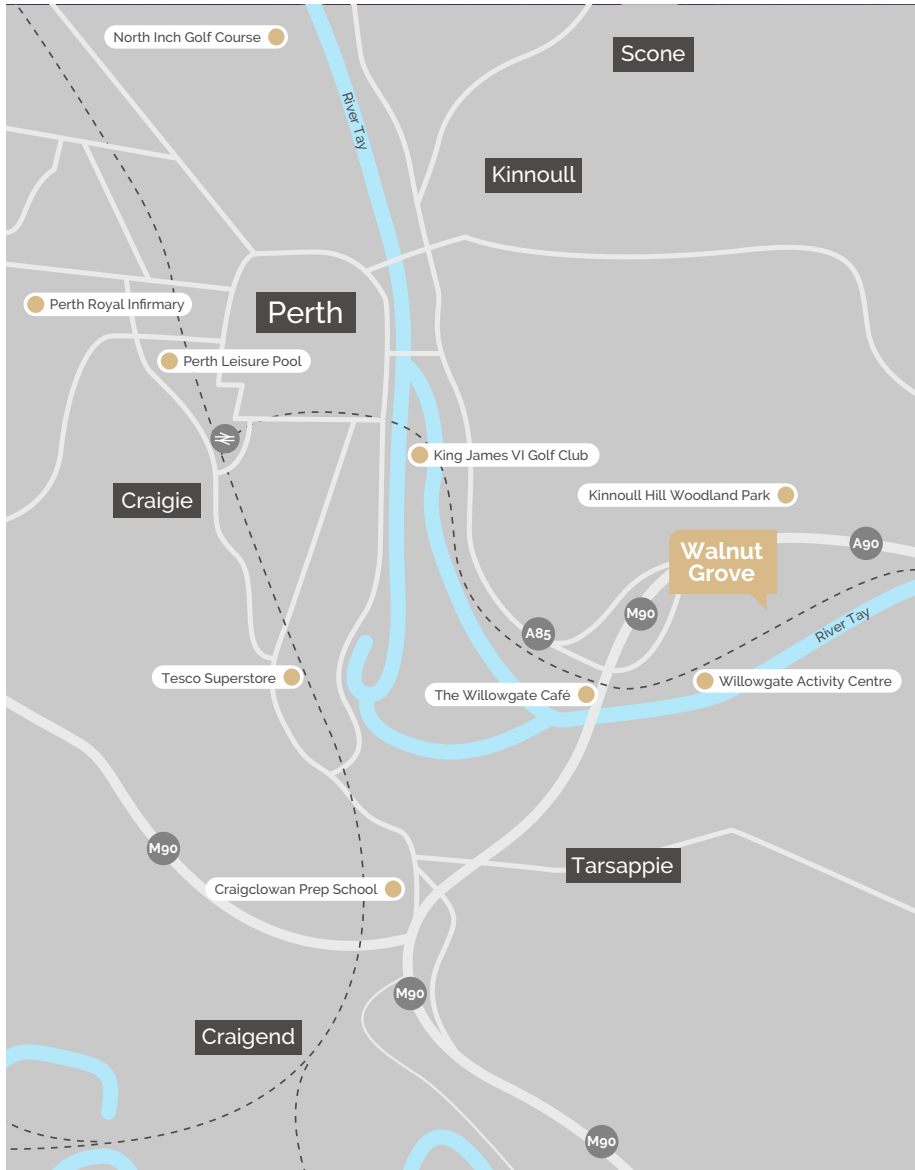 North Inch Golf Course
Scone
River Tay
Kinnoull
Perth Royal Infirmary
Perth
Perth Leisure Pool
King James VI Golf Club
Craigie
Kinnoull Hill Woodland Park
Walnut
Grove
A90
M90
A85
River Tay
Tesco Superstore
The Willowgate Café
Willowgate Activity Centre
M90
Tarsappie
Craigclowan Prep School
M90
Craigend
M90